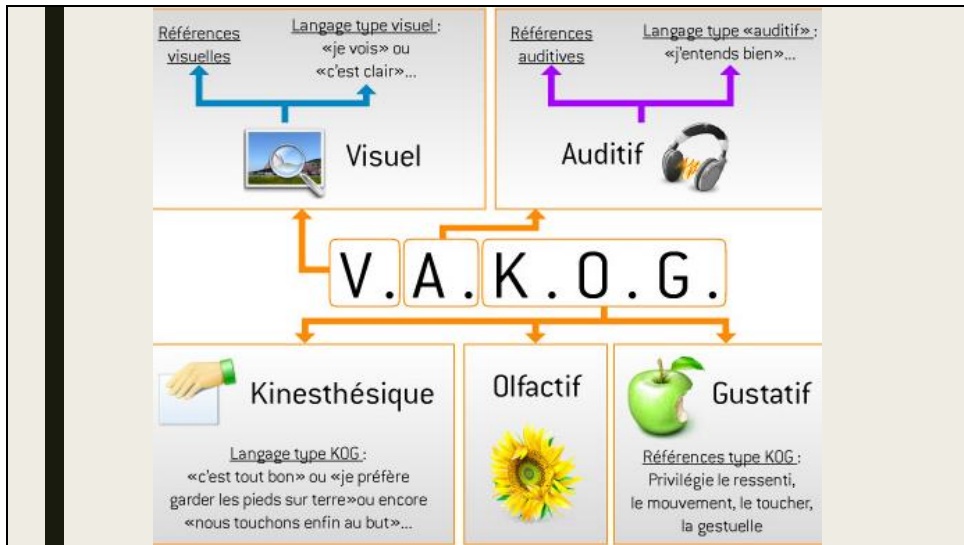 Références
visuelles
Langage type visuel :
«je vois» ou
«c'est clair»...
Visuel
Références
auditives
Langage type «auditif» :
«j'entends bien»...
Auditif
V.A.K.O.G.
Kinesthésique
Langage type KOG :
«c'est tout bon» ou «je préfère
garder les pieds sur terre»ou encore
«nous touchons enfin au but»...
Olfactif
Gustatif
Références type KOG :
Privilégie le ressenti,
le mouvement, le toucher,
la gestuelle